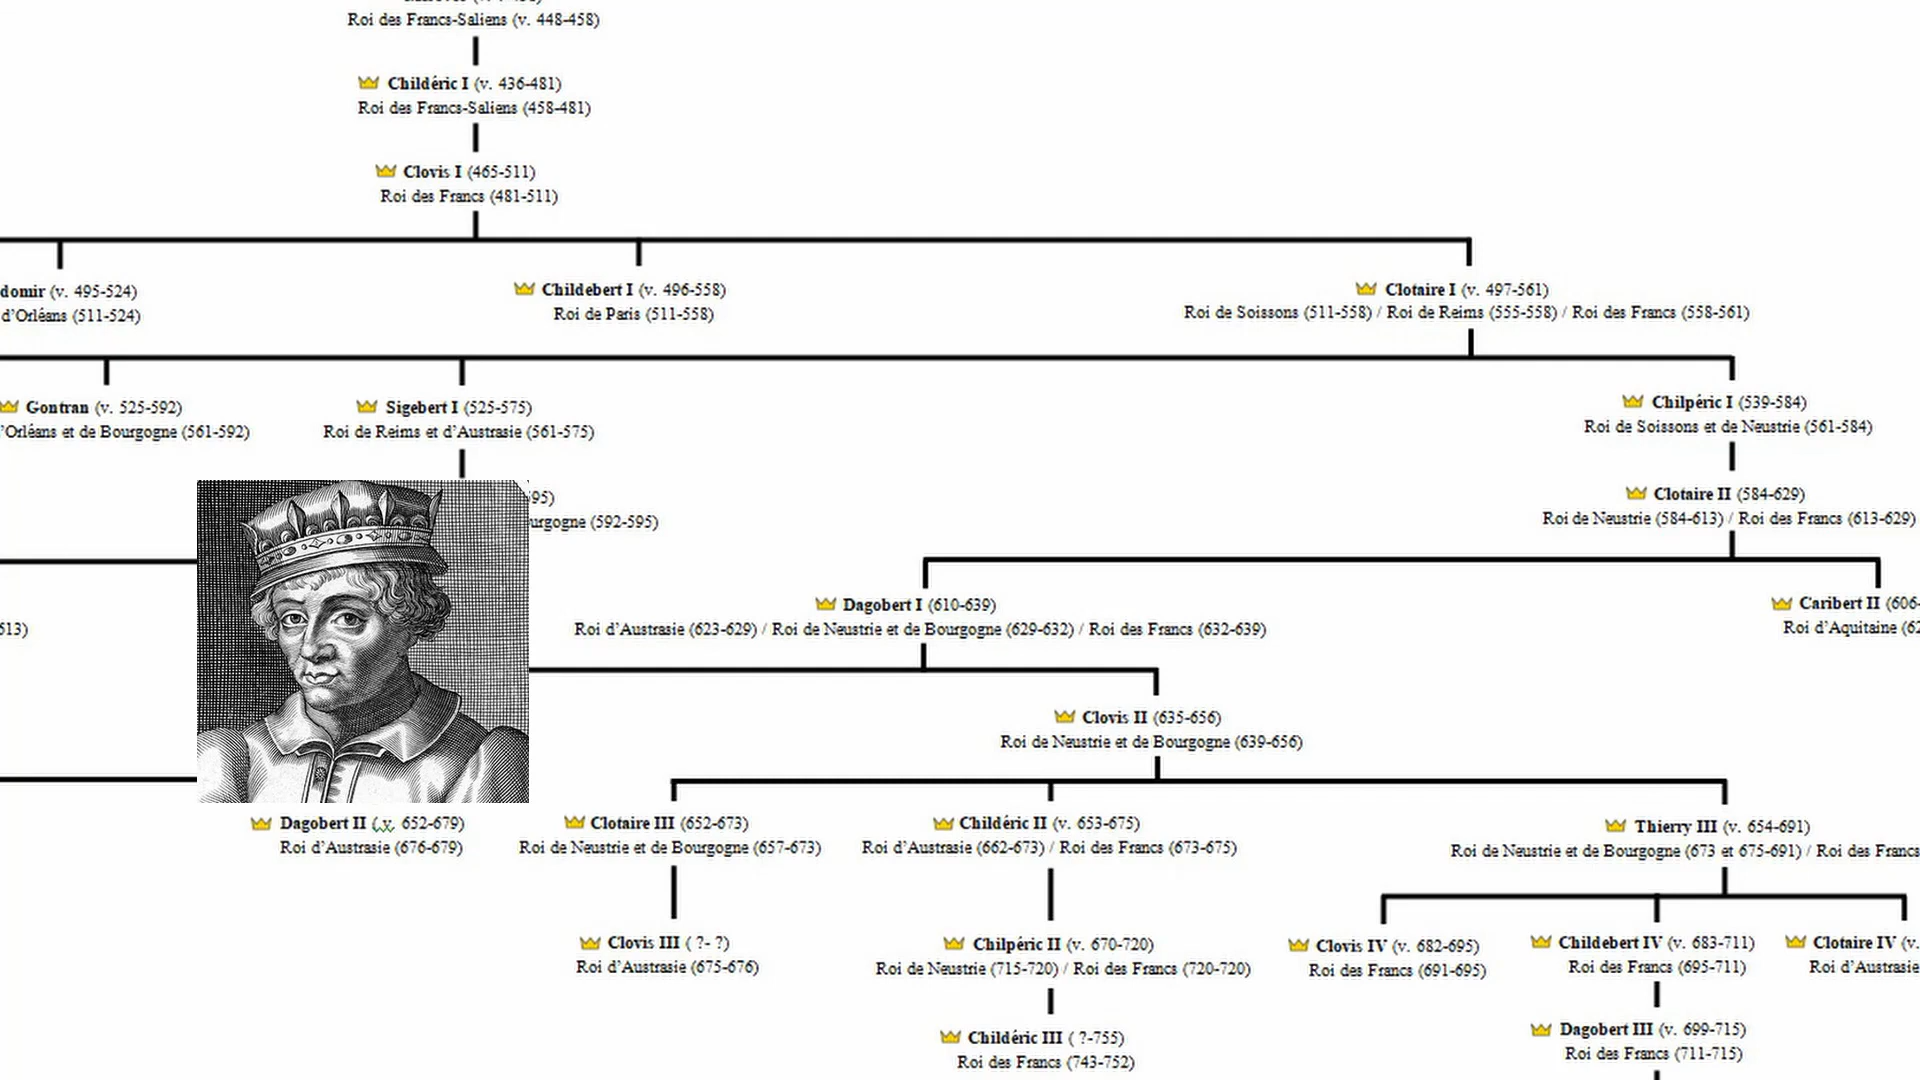 Roi des Francs-Saliens (v. 448-458)
Childéric I (v. 436-481)
Roi des Francs-Saliens (458-481)
Clovis I (465-511)
Roi des Francs (481-511)
domir (v. 495-524)
d'Orléans (511-524)
Childebert I (v. 496-558)
Roi de Paris (511-558)
Clotaire I (v. 497-561)
Roi de Soissons (511-558) / Roi de Reims (555-558) / Roi des Francs (558-561)
Gontran (v. 525-592)
'Orléans et de Bourgogne (561-592)
Sigebert I (525-575)
Roi de Reims et d'Austrasie (561-575)
Chilpéric I (539-584)
Roi de Soissons et de Neustrie (561-584)
595)
urgogne (592-595)
Clotaire II (584-629)
Roi de Neustrie (584-613) / Roi des Francs (613-629)
613)
Dagobert I (610-639)
Roi d'Austrasie (623-629) / Roi de Neustrie et de Bourgogne (629-632) / Roi des Francs (632-639)
Caribert II (606-
Roi d'Aquitaine (62
Clovis II (635-656)
Roi de Neustrie et de Bourgogne (639-656)
Dagobert II (v. 652-679)
Roi d'Austrasie (676-679)
Clotaire III (652-673)
Roi de Neustrie et de Bourgogne (657-673)
Childéric II (v. 653-675)
Roi d'Austrasie (662-673) / Roi des Francs (673-675)
Thierry III (v. 654-691)
Roi de Neustrie et de Bourgogne (673 et 675-691) / Roi des Francs
Clovis III ( ?- ?)
Roi d'Austrasie (675-676)
Chilpéric II (v. 670-720)
Roi de Neustrie (715-720) / Roi des Francs (720-720)
Clovis IV (v. 682-695)
Roi des Francs (691-695)
Childebert IV (v. 683-711)
Roi des Francs (695-711)
Clotaire IV (v.
Roi d'Austrasie
Childéric III ( ?-755)
Roi des Francs (743-752)
Dagobert III (v. 699-715)
Roi des Francs (711-715)